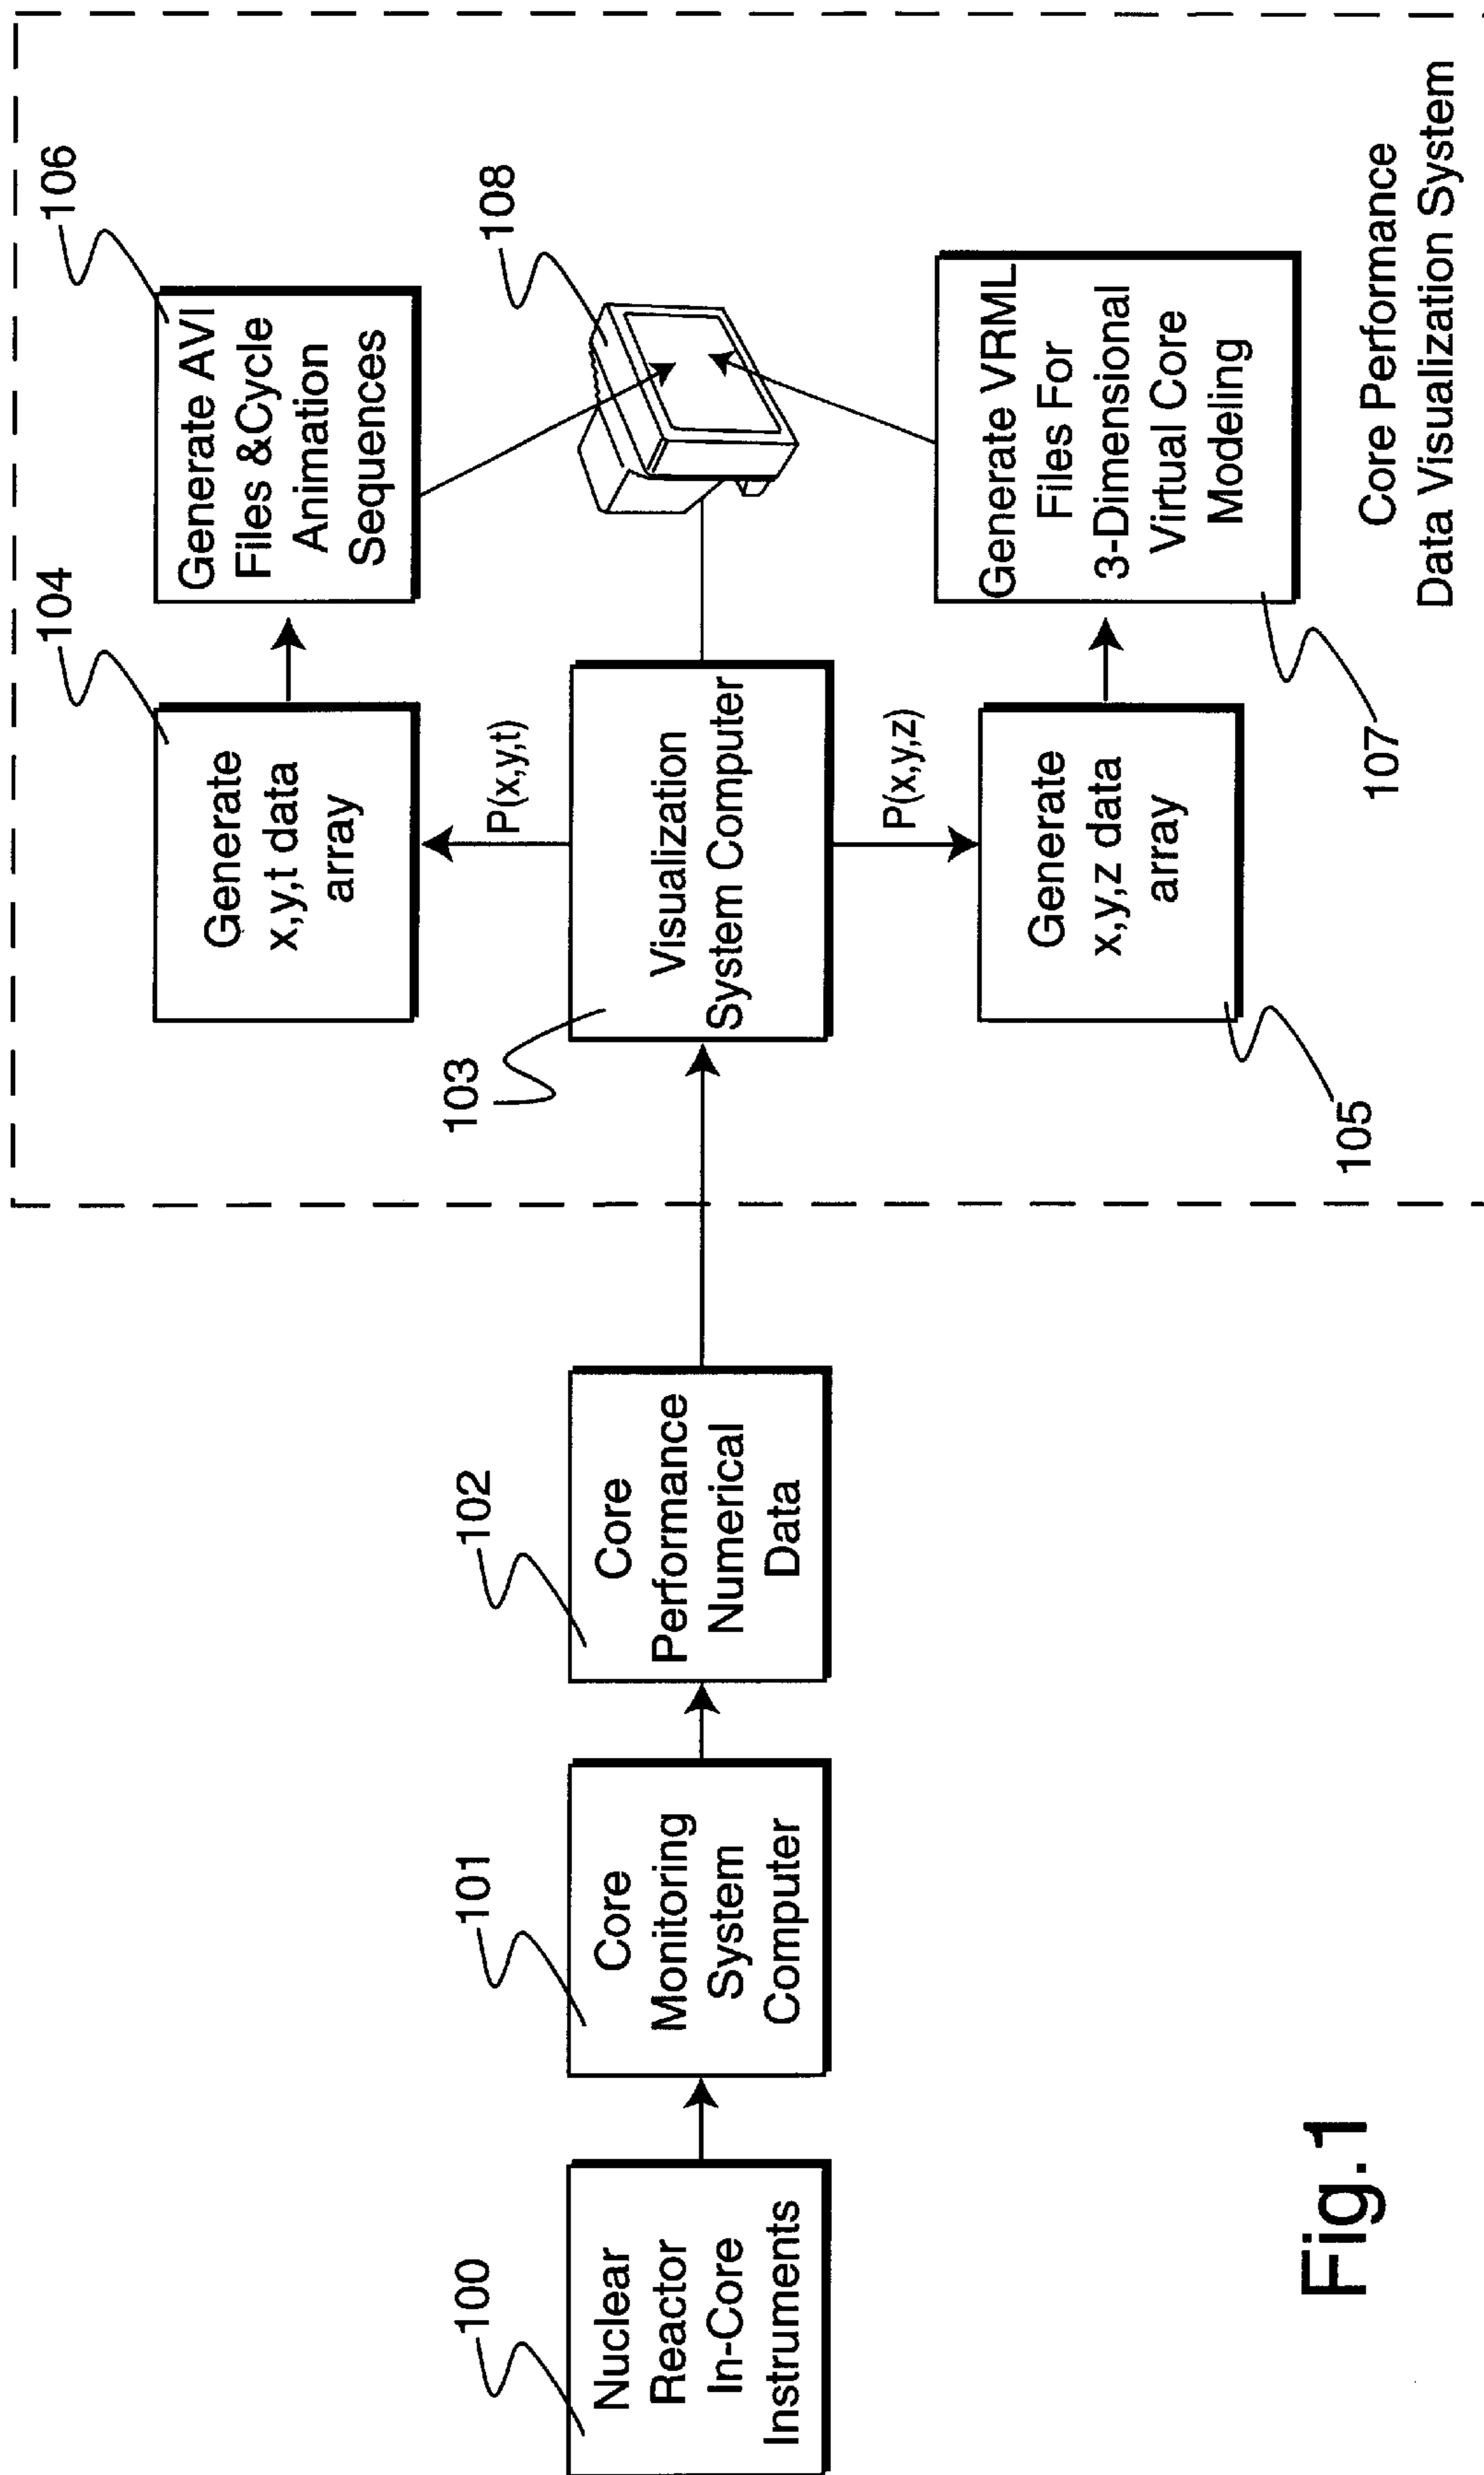 100
Nuclear
Reactor
In-Core
Instruments
101
Core
Monitoring
System
Computer
102
Core
Performance
Numerical
Data
103
Visualization
System Computer
P(x,y,t)
104
Generate
x,y,t data
array
106
Generate AVI
Files &Cycle
Animation
Sequences
108
P(x,y,z)
Generate
x,y,z data
array
105
Generate VRML
Files For
3-Dimensional
Virtual Core
Modeling
107
Core Performance
Data Visualization System
Fig.1